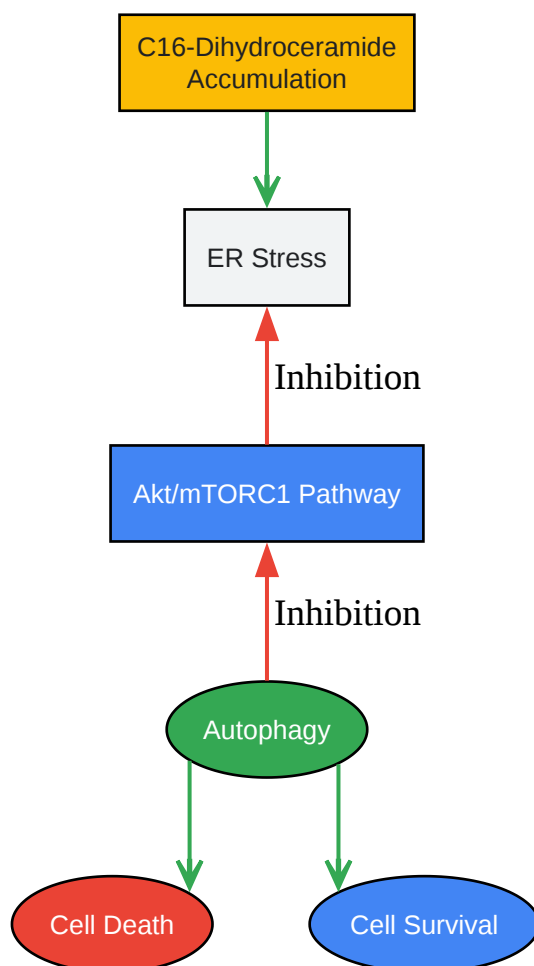 C16-Dihydroceramide
Accumulation
ER Stress
Inhibition
Akt/mTORC1 Pathway
Inhibition
Autophagy
Cell Death
Cell Survival